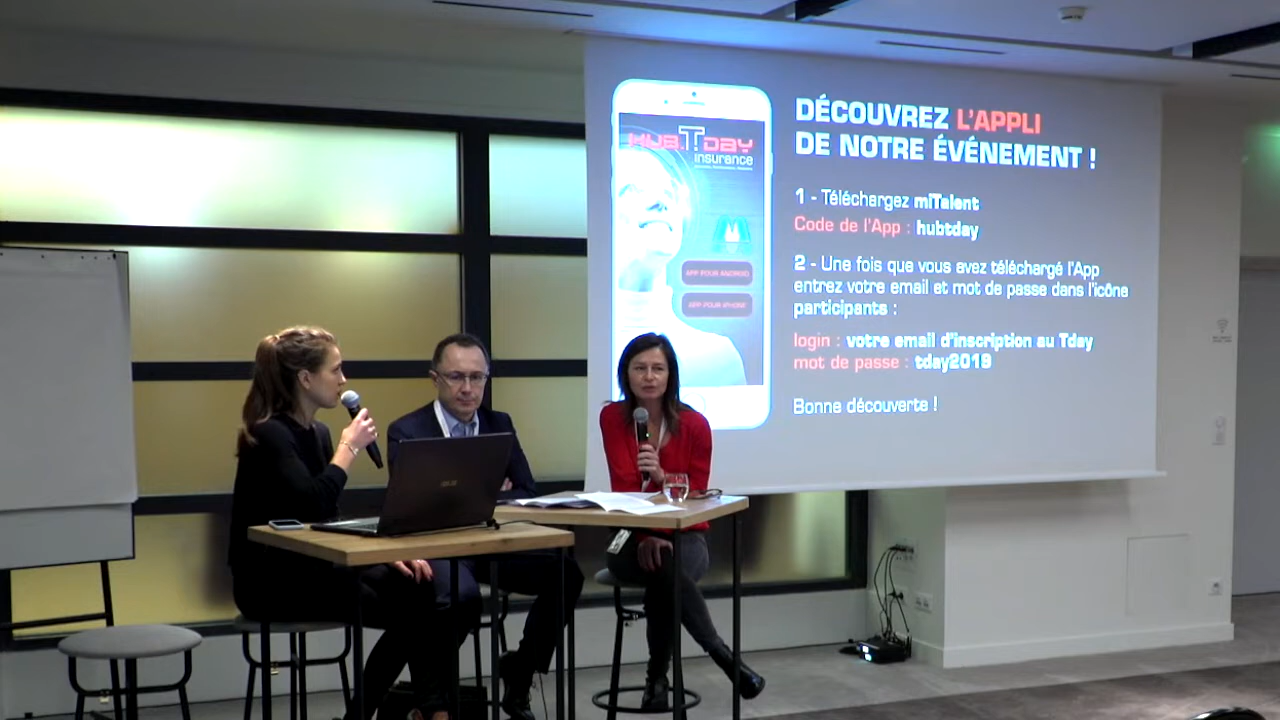 DÉCOUVREZ L'APPLI
DE NOTRE ÉVÉNEMENT !
1 - Téléchargez miTalent
Code de l'App : hubtday
2 - Une fois que vous avez téléchargé l'App
entrez votre email et mot de passe dans l'icône
participants :
login : votre email d'inscription au Tday
mot de passe : tday2019
Bonne découverte !
HUB T DAY
insurance
APP POUR ANDROID
APP POUR IPHONE
ASUS